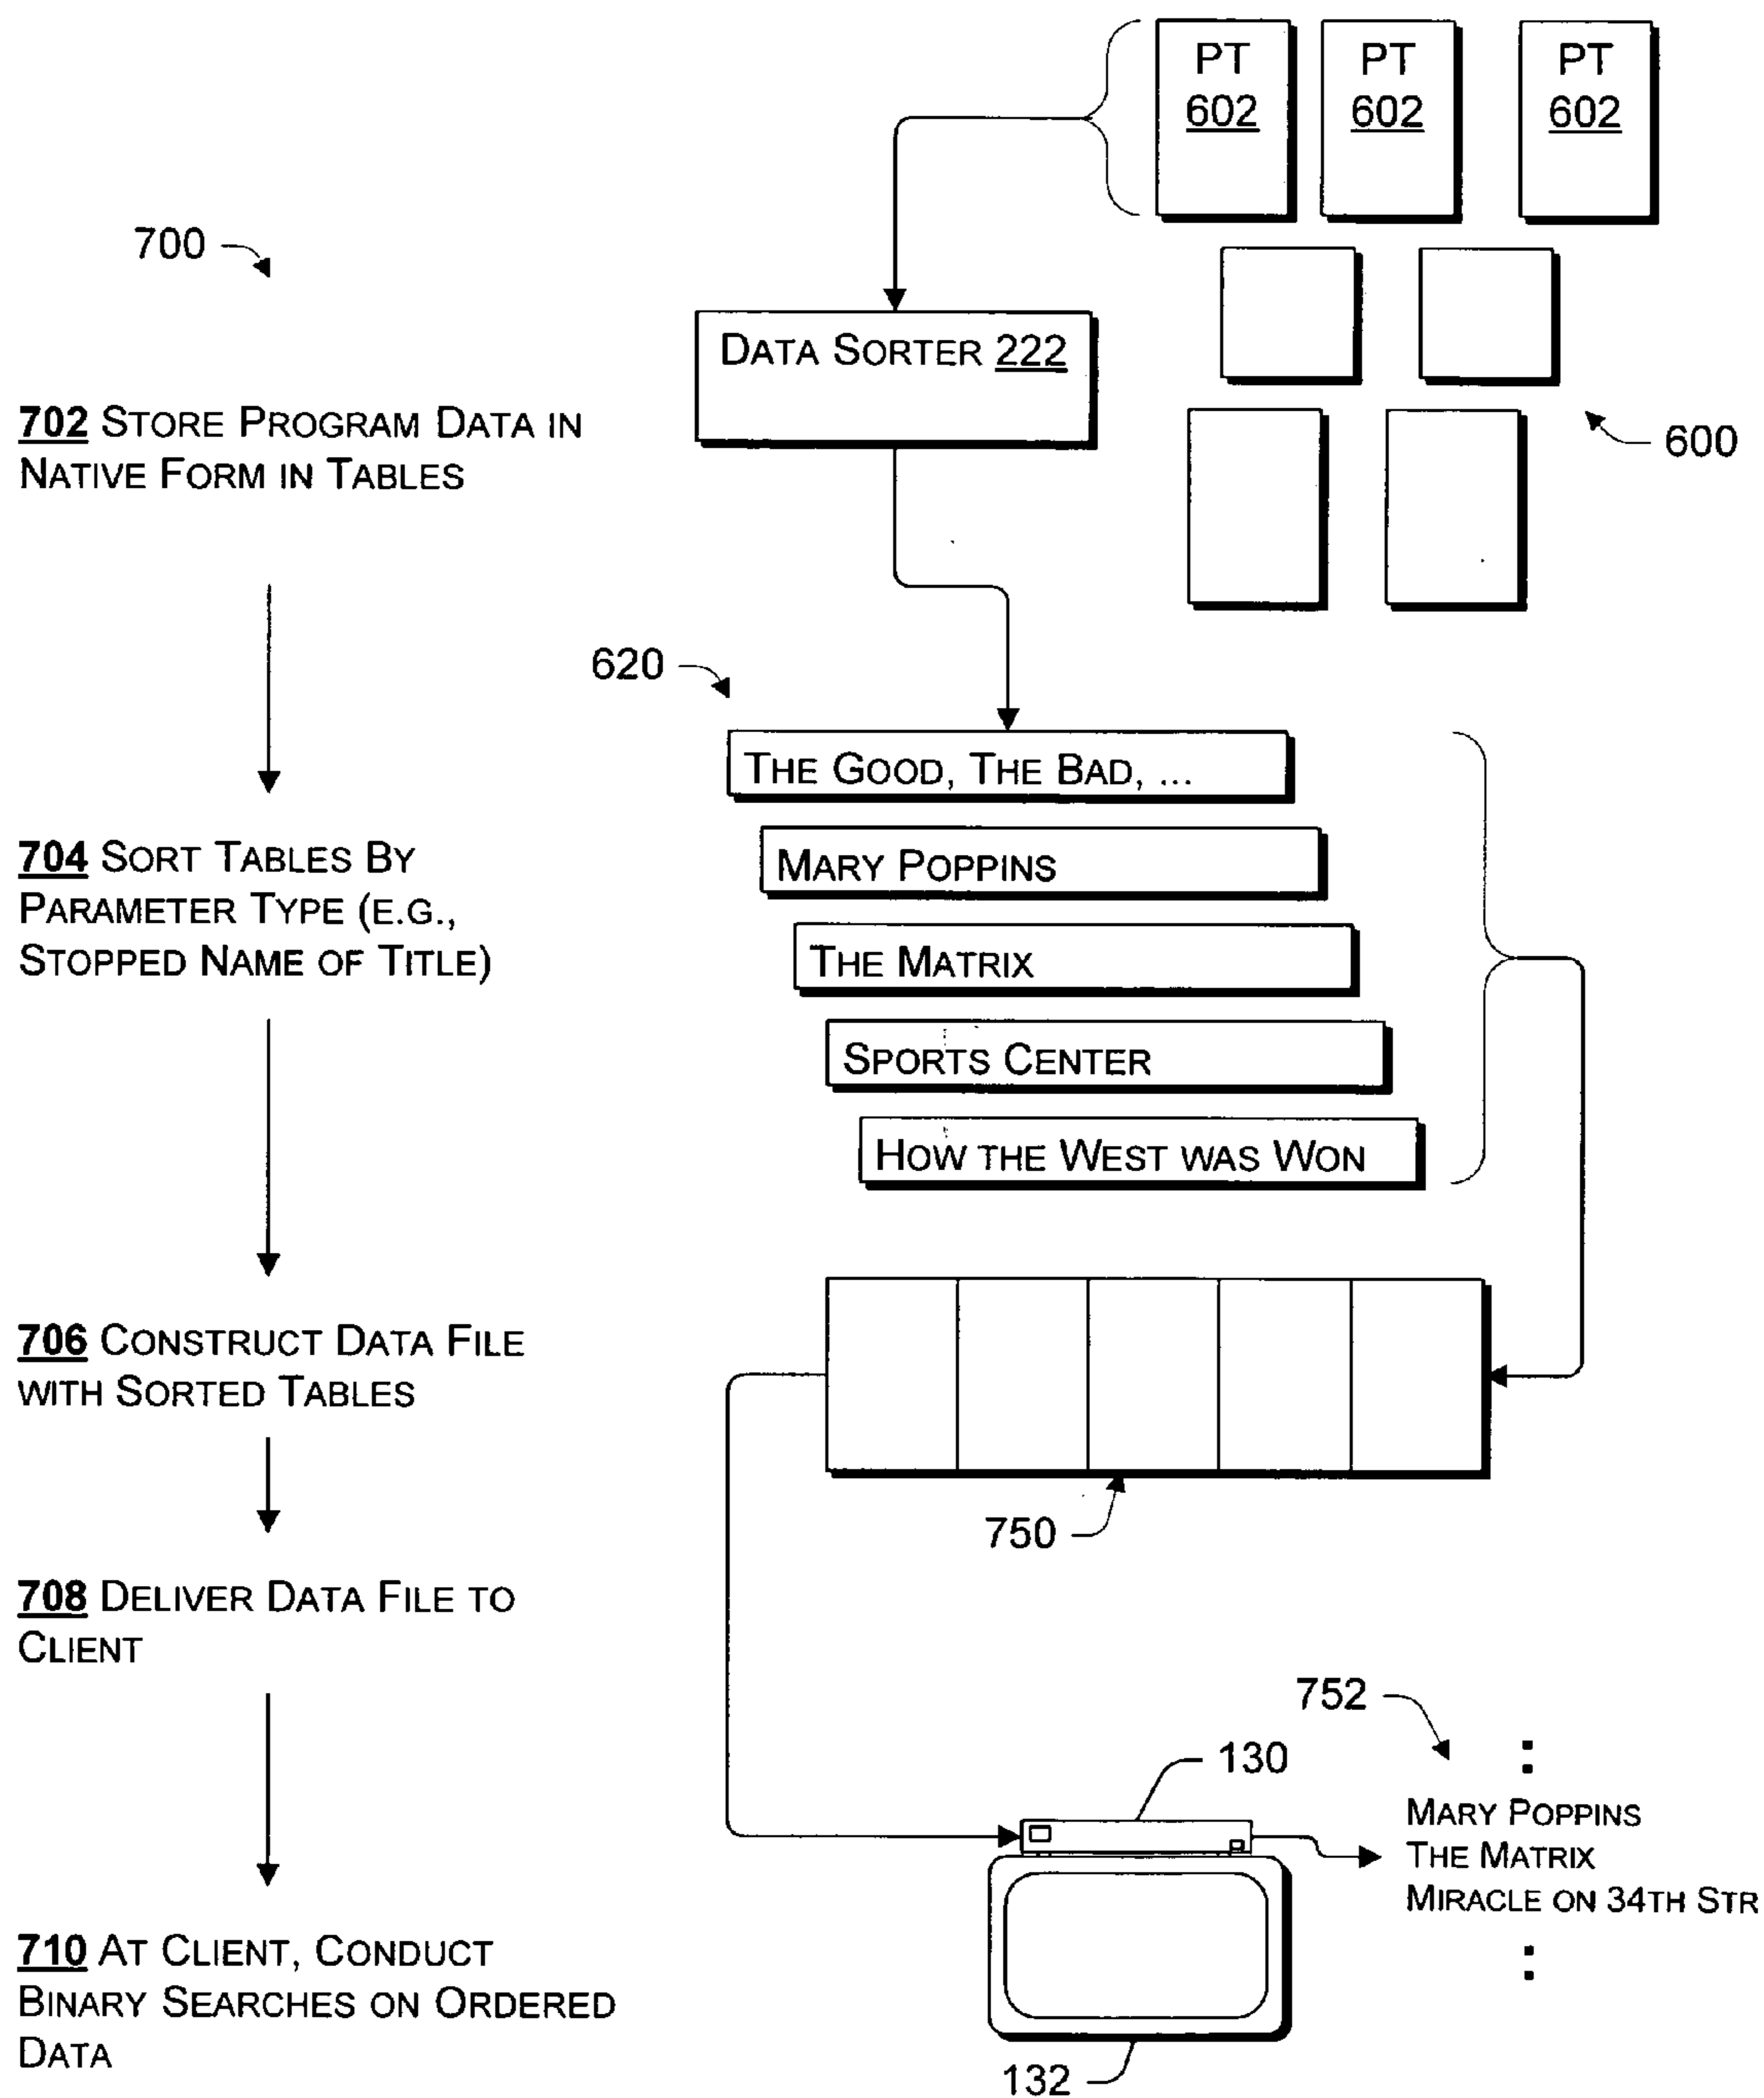 PT
602
PT
602
PT
602
700
DATA SORTER 222
600
702 STORE PROGRAM DATA IN
NATIVE FORM IN TABLES
620
THE GOOD, THE BAD, ...
MARY POPPINS
THE MATRIX
SPORTS CENTER
HOW THE WEST WAS WON
704 SORT TABLES BY
PARAMETER TYPE (E.G.,
STOPPED NAME OF TITLE)
706 CONSTRUCT DATA FILE
WITH SORTED TABLES
750
708 DELIVER DATA FILE TO
CLIENT
752
130
MARY POPPINS
THE MATRIX
MIRACLE ON 34TH STR
710 AT CLIENT, CONDUCT
BINARY SEARCHES ON ORDERED
DATA
132